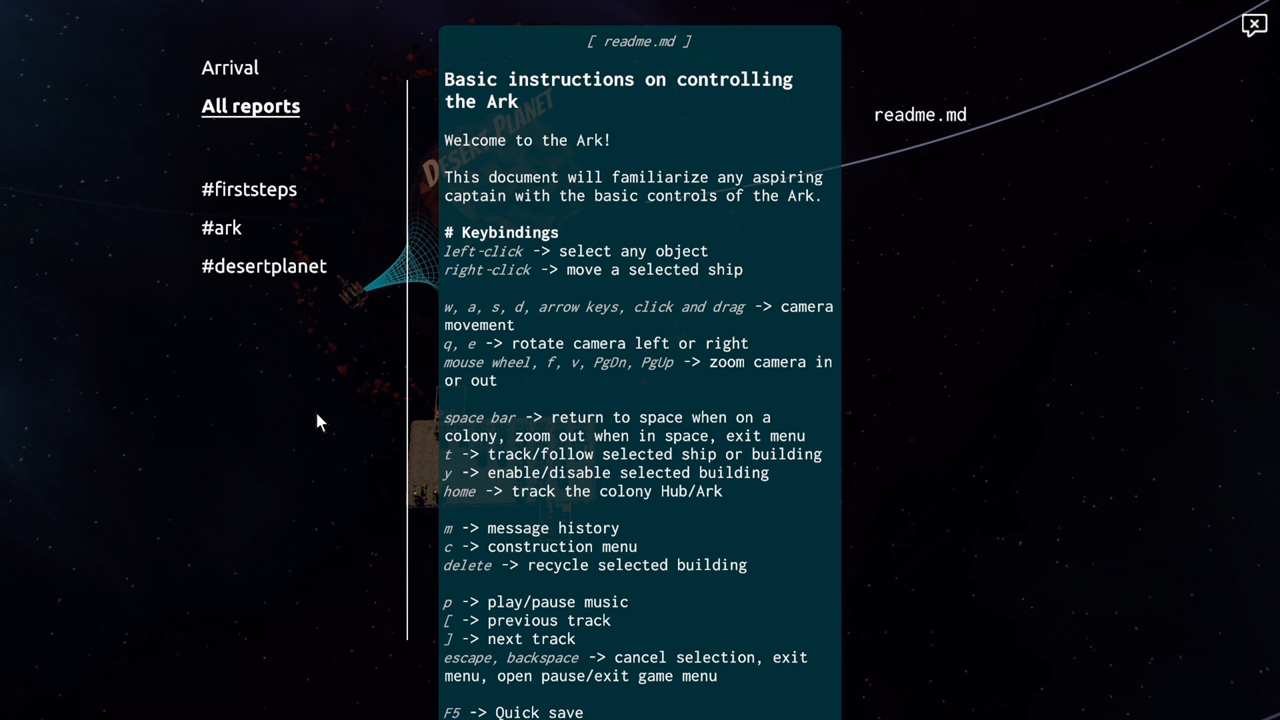 Arrival
All reports
#firststeps
#ark
#desertplanet
[ readme.md ]
Basic instructions on controlling
the Ark
Welcome to the Ark!
This document will familiarize any aspiring
captain with the basic controls of the Ark.
# Keybindings
left-click -> select any object
right-click -> move a selected ship
w, a, s, d, arrow keys, click and drag -> camera
movement
q, e -> rotate camera left or right
mouse wheel, f, v, PgDn, PgUp -> zoom camera in
or out
space bar -> return to space when on a
colony, zoom out when in space, exit menu
t -> track/follow selected ship or building
y -> enable/disable selected building
home -> track the colony Hub/Ark
m -> message history
c -> construction menu
delete -> recycle selected building
p -> play/pause music
[ -> previous track
] -> next track
escape, backspace -> cancel selection, exit
menu, open pause/exit game menu
F5 -> Quick save
DESERT PLANET
readme.md